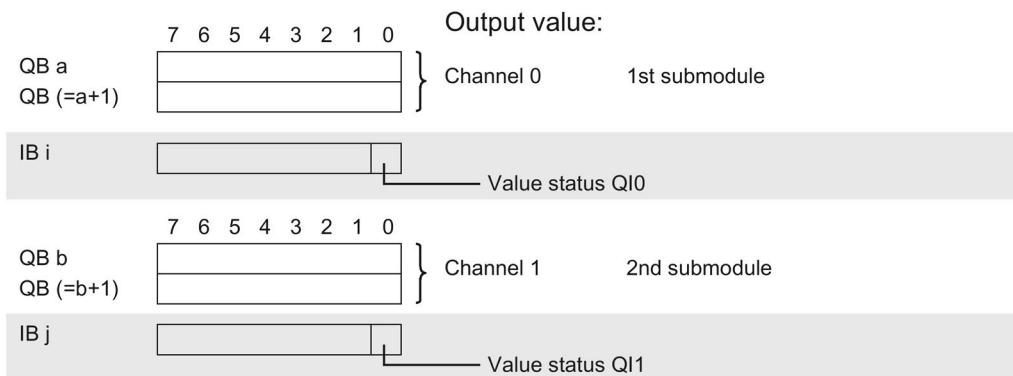 Output value:
7 6 5 4 3 2 1 0
QB a
QB (=a+1)
Channel 0 1st submodule
IB i
Value status QI0
7 6 5 4 3 2 1 0
QB b
QB (=b+1)
Channel 1 2nd submodule
IB j
Value status QI1